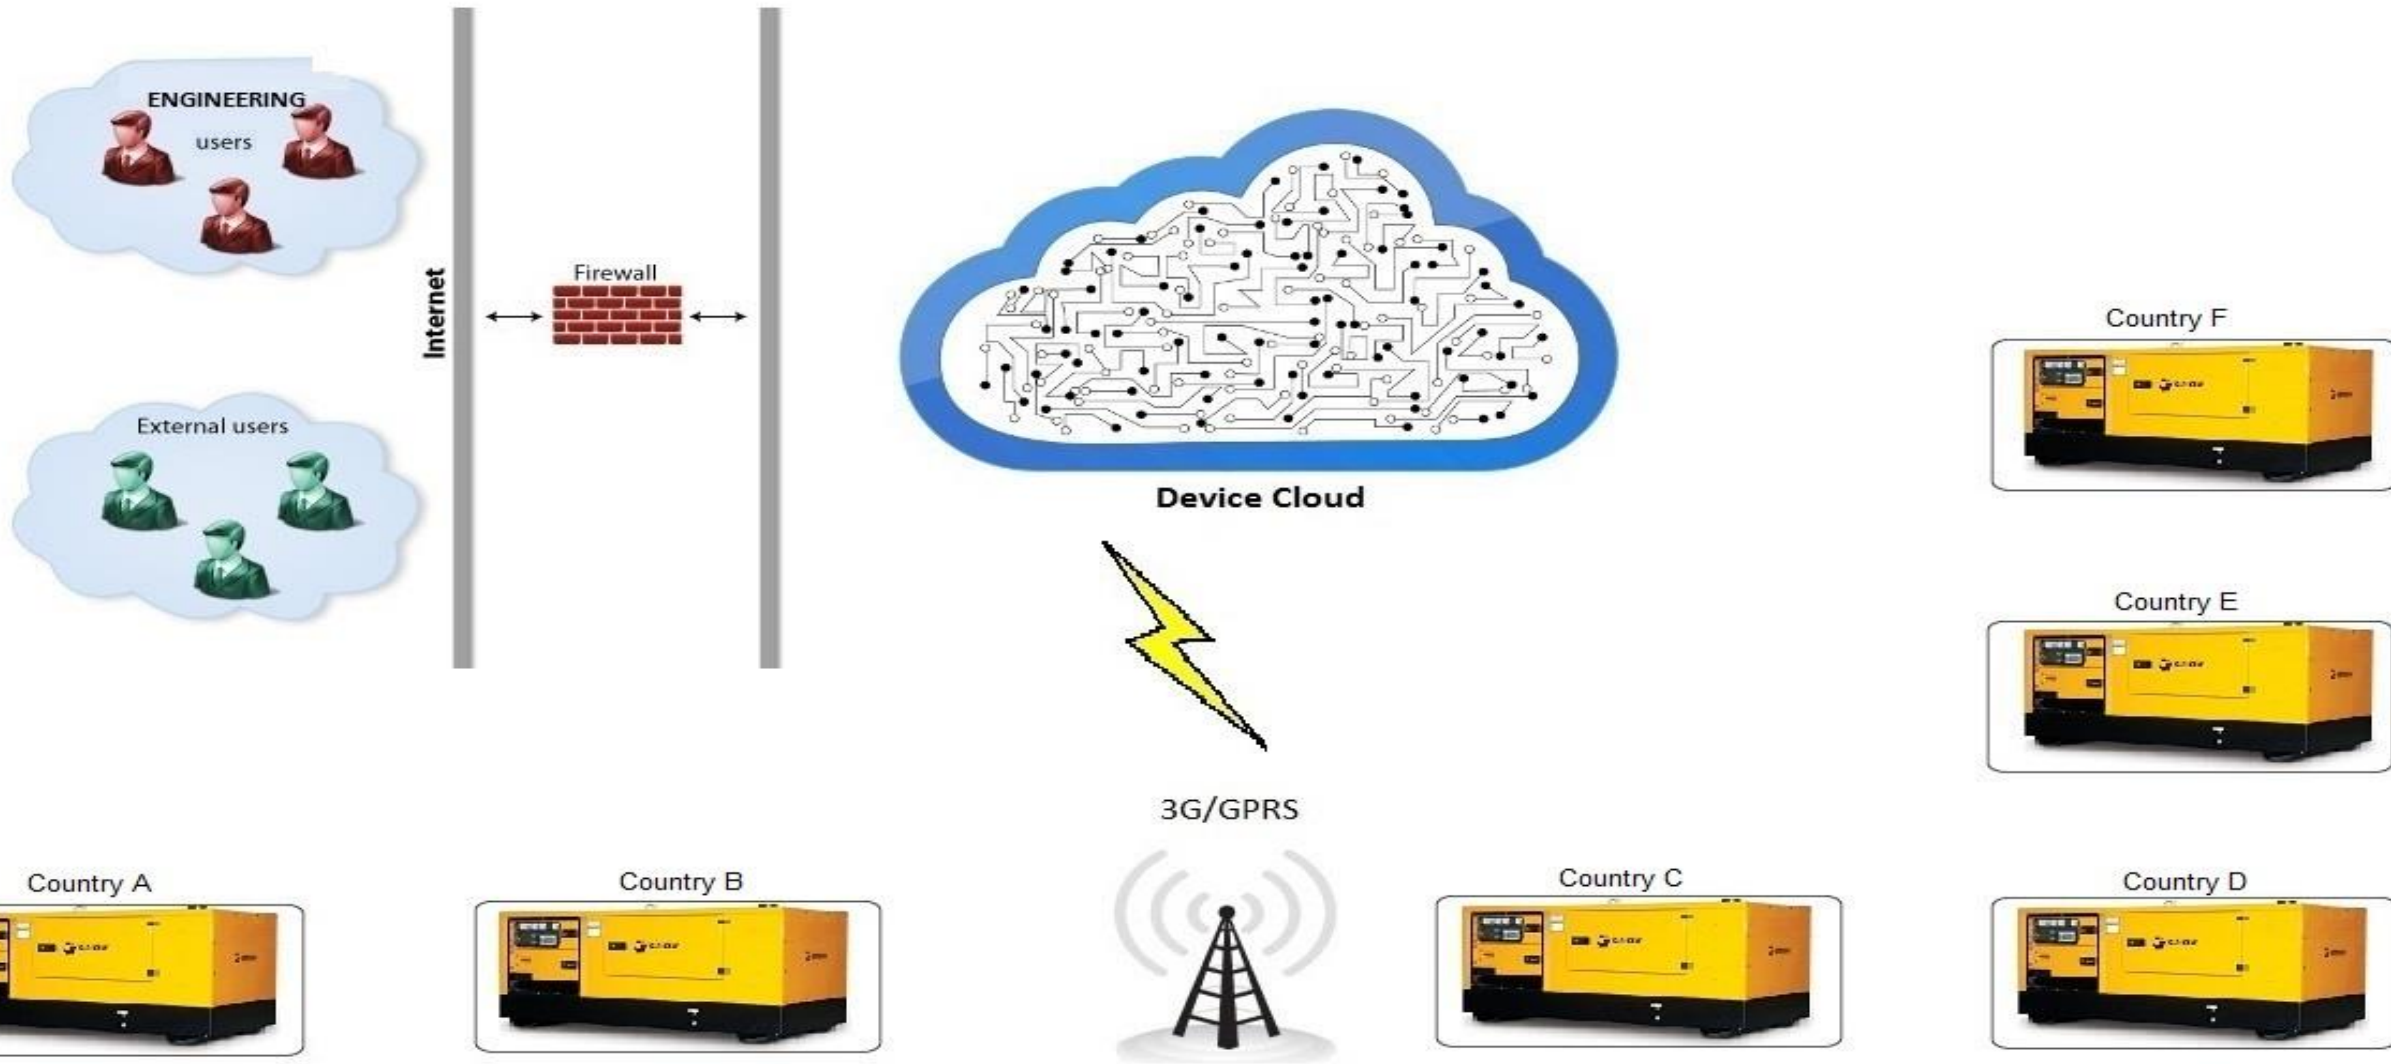 ENGINEERING
users
Internet
Firewall
External users
Device Cloud
3G/GPRS
Country F
Country E
Country A
Country B
Country C
Country D